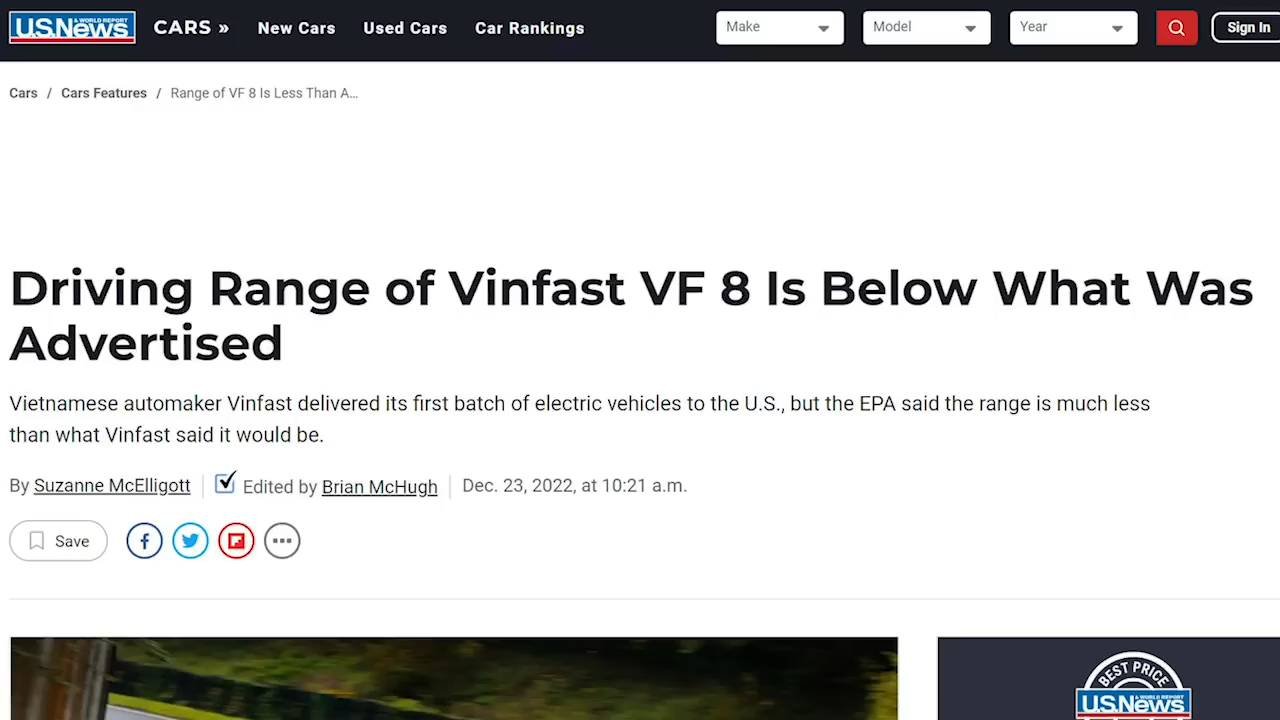 U.S.News
& WORLD REPORT
CARS »
New Cars
Used Cars
Car Rankings
Make
Model
Year
Sign In
Cars / Cars Features / Range of VF 8 Is Less Than A...
Driving Range of Vinfast VF 8 Is Below What Was
Advertised
Vietnamese automaker Vinfast delivered its first batch of electric vehicles to the U.S., but the EPA said the range is much less
than what Vinfast said it would be.
By Suzanne McElligott
Edited by Brian McHugh
Dec. 23, 2022, at 10:21 a.m.
Save
BEST PRICE
U.S.News
& WORLD REPORT